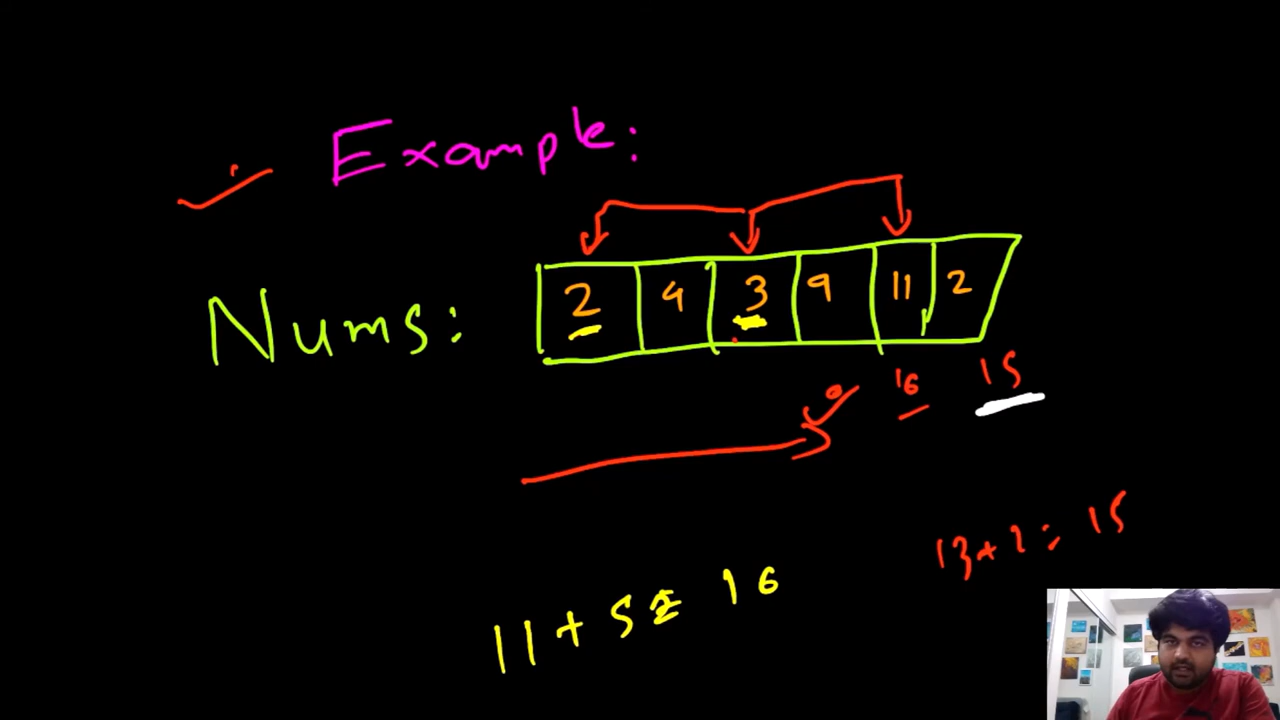 Example:
Nums: 2 4 3 9 11 2
16 15
13+2 = 15
11 + 5 = 16